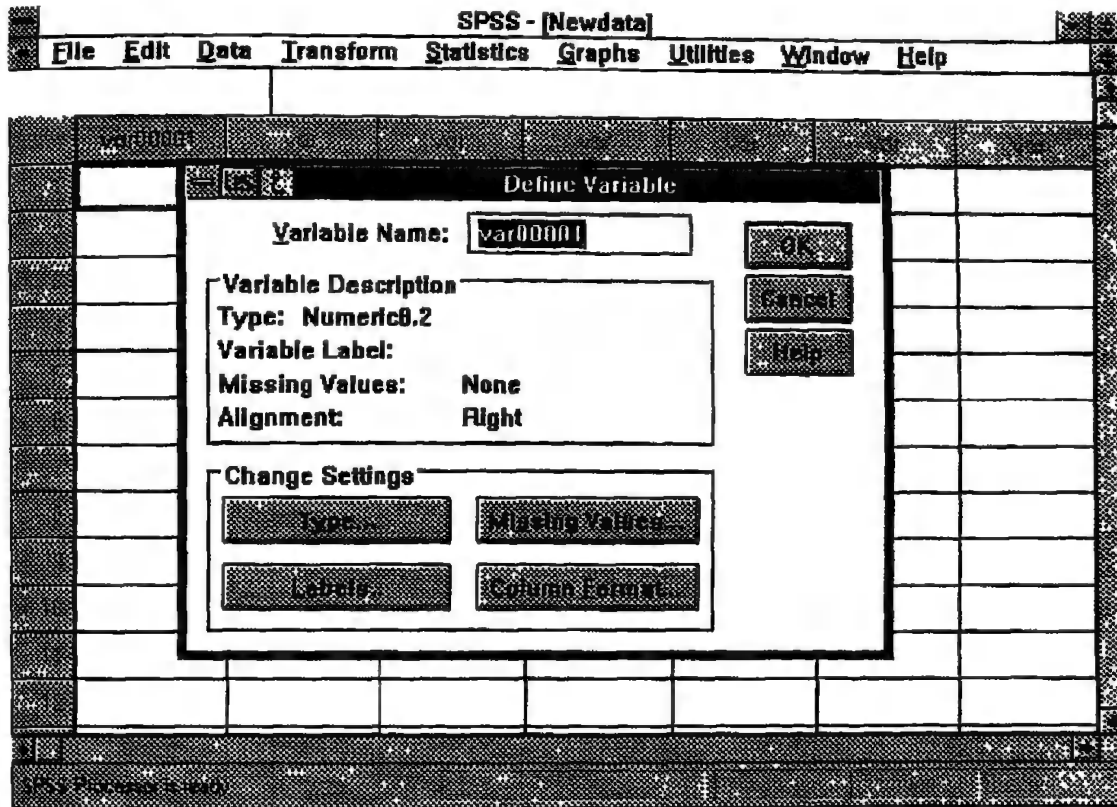 SPSS - [Newdata]
File Edit Data Transform Statistics Graphs Utilities Window Help
var00001
Define Variable
Variable Name: var00001
OK
Variable Description
Cancel
Type: Numeric8.2
Help
Variable Label:
Missing Values: None
Alignment: Right
Change Settings
Type... Missing Values...
Labels... Column Format...
SPSS Processor is ready